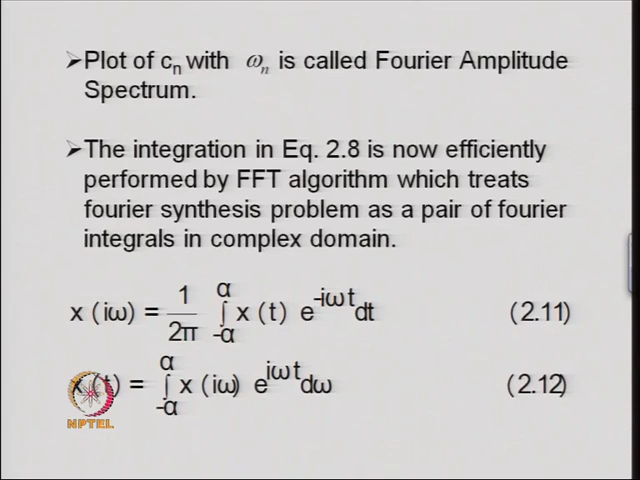 ➢Plot of cn with ωn is called Fourier Amplitude
Spectrum.
➢The integration in Eq. 2.8 is now efficiently
performed by FFT algorithm which treats
fourier synthesis problem as a pair of fourier
integrals in complex domain.
x (iω) = 1/2π ∫-α^α x (t) e^-iω t dt (2.11)
x (t) = ∫-α^α x (iω) e^iω t dω (2.12)
NPTEL